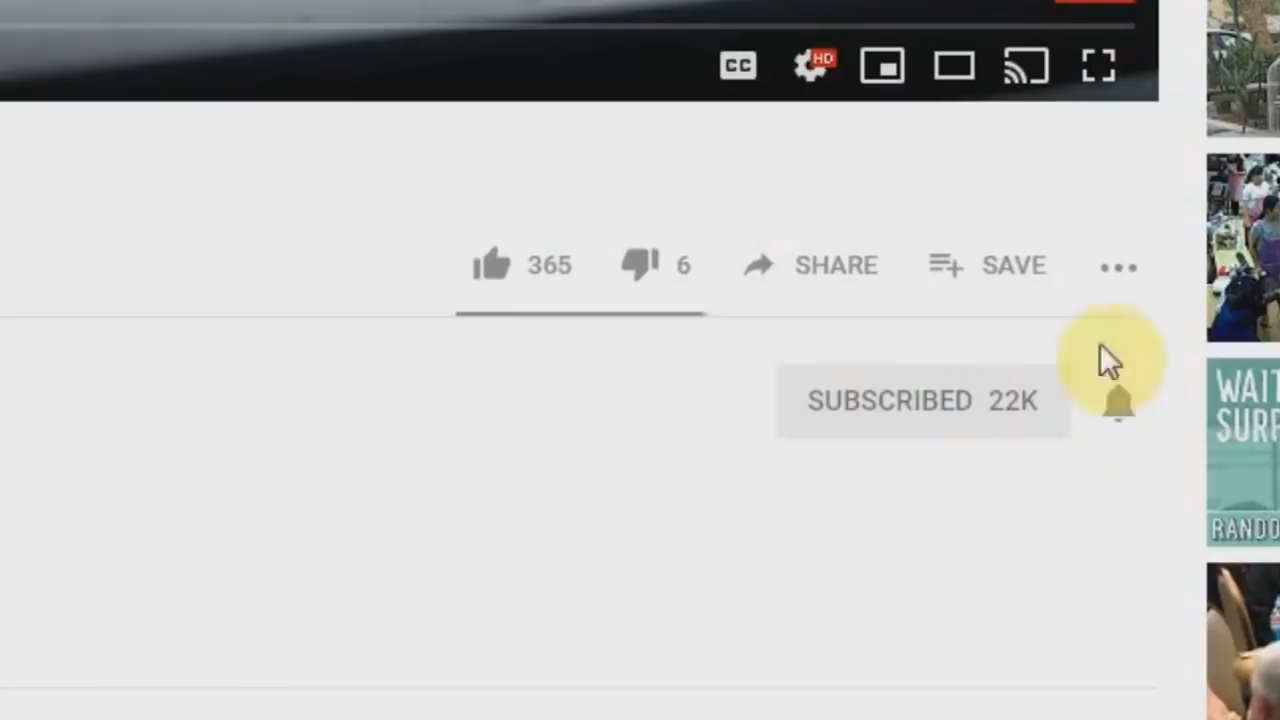 CC HD
365 6 SHARE SAVE
SUBSCRIBED 22K
WAIT
SURP
RANDO